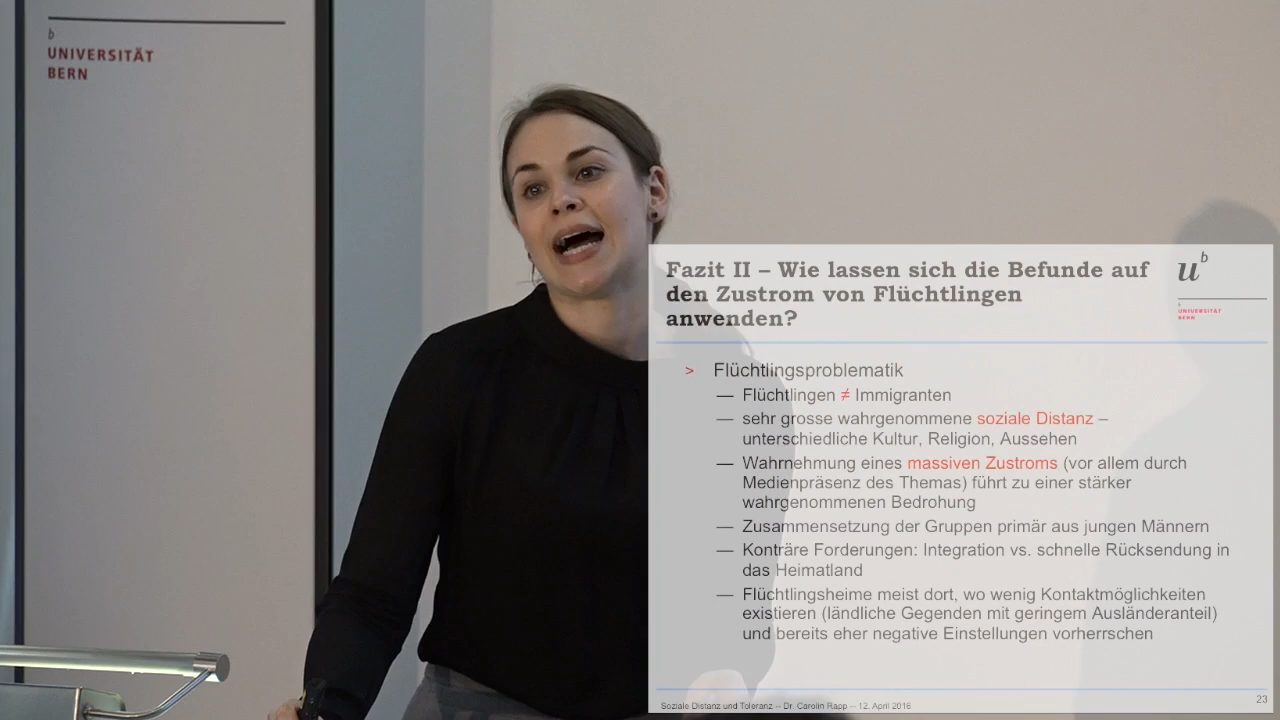 b
UNIVERSITÄT
BERN
Fazit II – Wie lassen sich die Befunde auf
den Zustrom von Flüchtlingen
anwenden?
u b
b
UNIVERSITÄT
BERN
> Flüchtlingsproblematik
— Flüchtlingen ≠ Immigranten
— sehr grosse wahrgenommene soziale Distanz –
unterschiedliche Kultur, Religion, Aussehen
— Wahrnehmung eines massiven Zustroms (vor allem durch
Medienpräsenz des Themas) führt zu einer stärker
wahrgenommenen Bedrohung
— Zusammensetzung der Gruppen primär aus jungen Männern
— Konträre Forderungen: Integration vs. schnelle Rücksendung in
das Heimatland
— Flüchtlingsheime meist dort, wo wenig Kontaktmöglichkeiten
existieren (ländliche Gegenden mit geringem Ausländeranteil)
und bereits eher negative Einstellungen vorherrschen
Soziale Distanz und Toleranz – Dr. Carolin Rapp – 12. April 2016
23